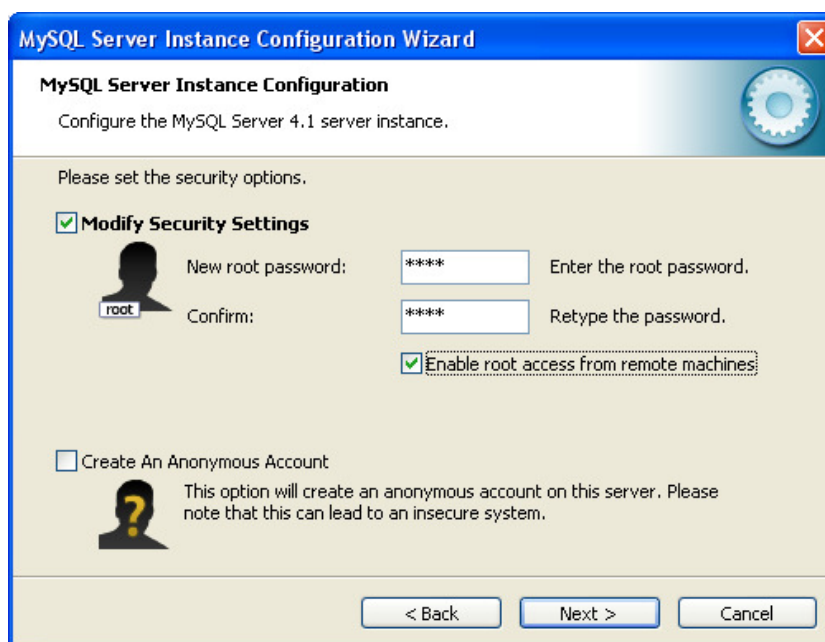 MySQL Server Instance Configuration Wizard
MySQL Server Instance Configuration
Configure the MySQL Server 4.1 server instance.
Please set the security options.
Modify Security Settings
New root password: **** Enter the root password.
root
Confirm: **** Retype the password.
Enable root access from remote machines
Create An Anonymous Account
This option will create an anonymous account on this server. Please
note that this can lead to an insecure system.
< Back Next > Cancel